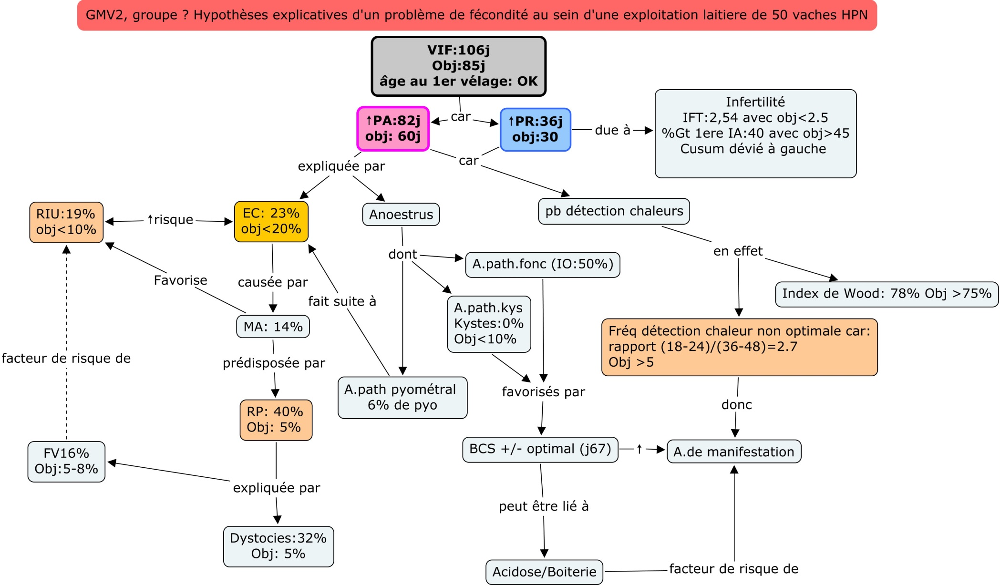 GMV2, groupe ? Hypothèses explicatives d'un problème de fécondité au sein d'une exploitation laitiere de 50 vaches HPN
VIF:106j
Obj:85j
âge au 1er vélage: OK
car
↑PA:82j
obj: 60j
↑PR:36j
obj:30
due à
Infertilité
IFT:2,54 avec obj<2.5
%Gt 1ere IA:40 avec obj>45
Cusum dévié à gauche
expliquée par
car
RIU:19%
obj<10%
↑risque
EC: 23%
obj<20%
Anoestrus
pb détection chaleurs
dont
en effet
A.path.fonc (IO:50%)
Favorise
causée par
fait suite à
Index de Wood: 78% Obj >75%
A.path.kys
Kystes:0%
Obj<10%
MA: 14%
Fréq détection chaleur non optimale car:
rapport (18-24)/(36-48)=2.7
Obj >5
facteur de risque de
prédisposée par
A.path pyométral
6% de pyo
favorisés par
donc
RP: 40%
Obj: 5%
FV16%
Obj:5-8%
BCS +/- optimal (j67)
↑
A.de manifestation
expliquée par
peut être lié à
Dystocies:32%
Obj: 5%
Acidose/Boiterie
facteur de risque de